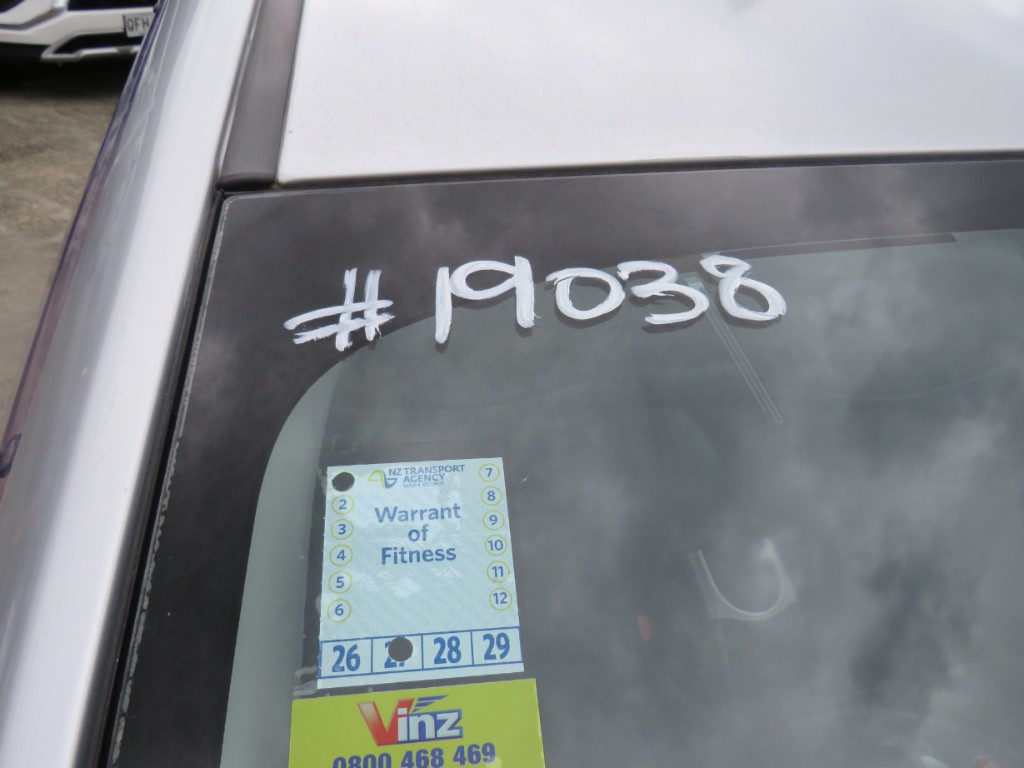 QFH
#19038
NZ TRANSPORT
AGENCY
7
2
8
3
Warrant
of
Fitness
9
4
10
5
11
6
12
26
28
29
Vinz
0800 468 469